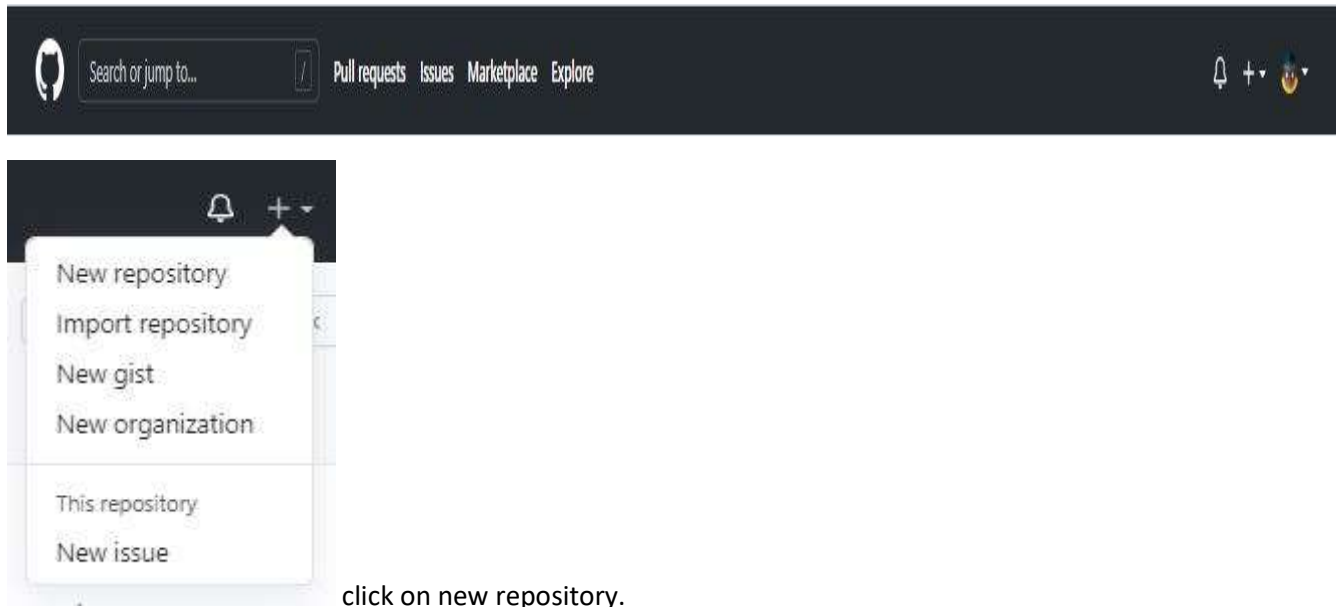 Search or jump to... / Pull requests Issues Marketplace Explore
New repository
Import repository
New gist
New organization
This repository
New issue
click on new repository.